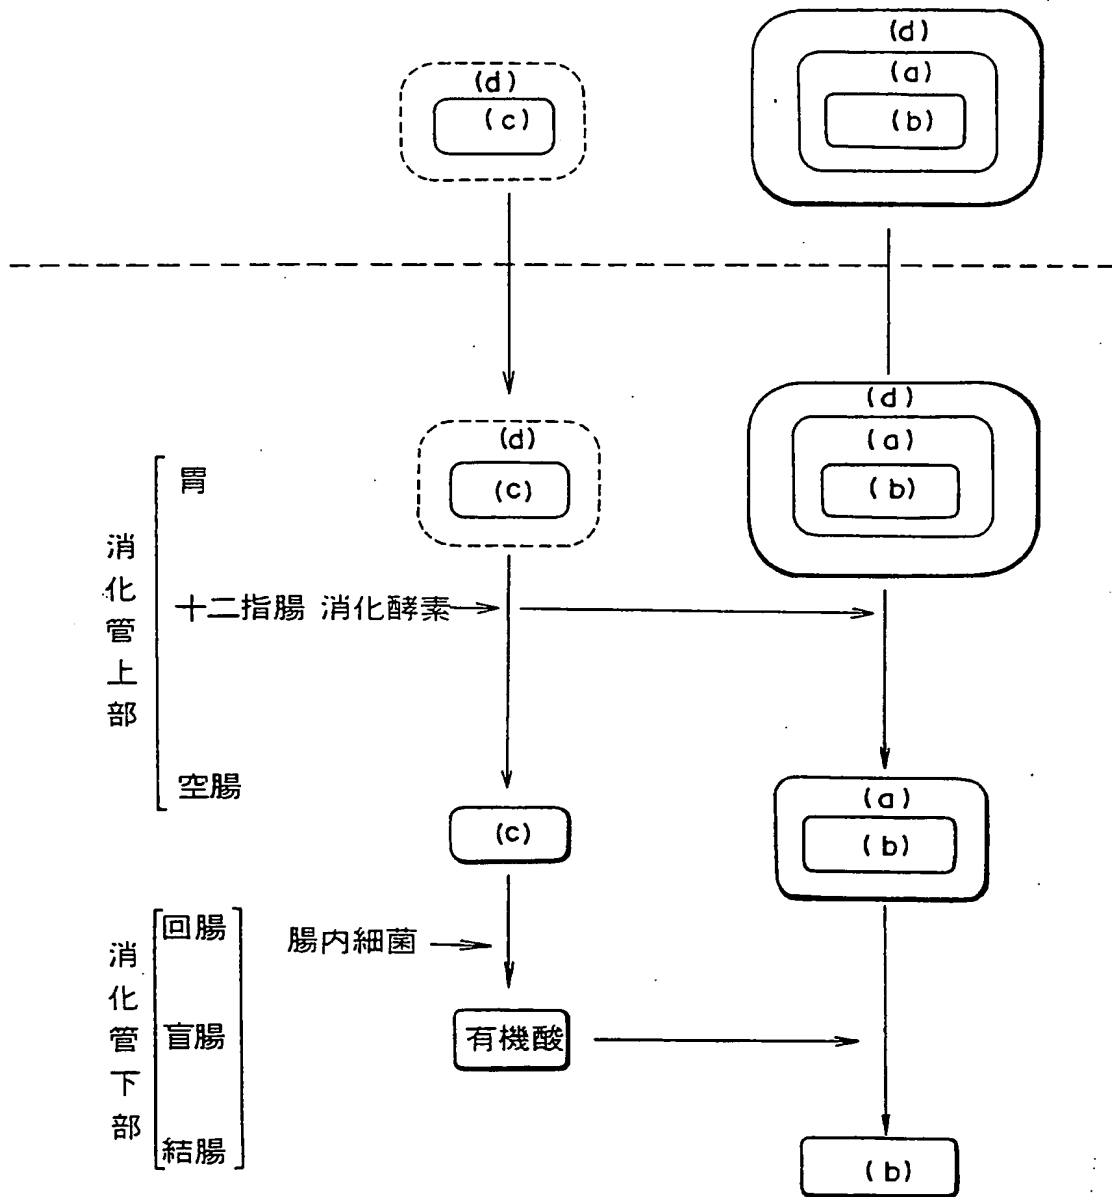 (d)
(a)
(b)
(d)
(c)
(d)
(a)
(b)
(d)
(c)
消化管上部
胃
十二指腸 消化酵素
空腸
(c)
(a)
(b)
消化管下部
回腸
盲腸
結腸
腸内細菌
有機酸
(b)